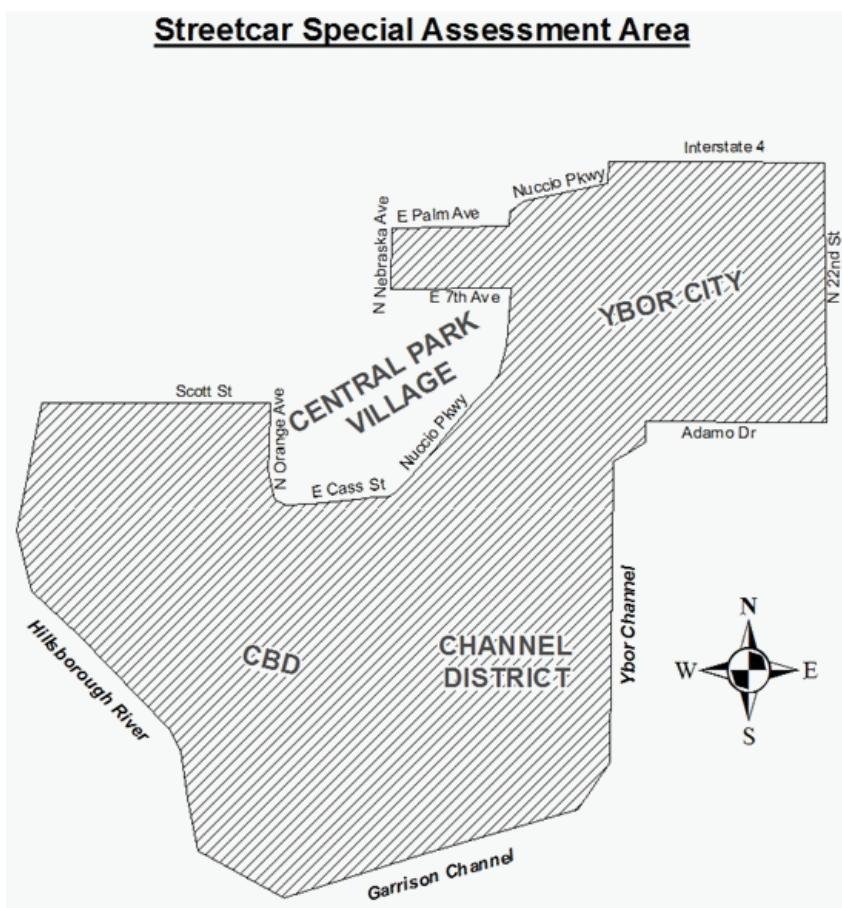 Streetcar Special Assessment Area
Interstate 4
Nuccio Pkwy
E Palm Ave
N Nebraska Ave
N 22nd St
E 7th Ave
YBOR CITY
CENTRAL PARK
VILLAGE
Scott St
N Orange Ave
Nuccio Pkwy
Adamo Dr
E Cass St
Ybor Channel
Hillsborough River
CBD
CHANNEL
DISTRICT
N
W
E
S
Garrison Channel